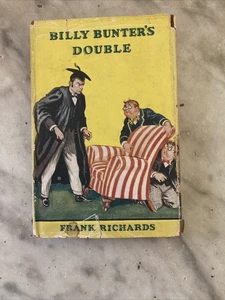 BILLY BUNTER'S
DOUBLE
FRANK RICHARDS